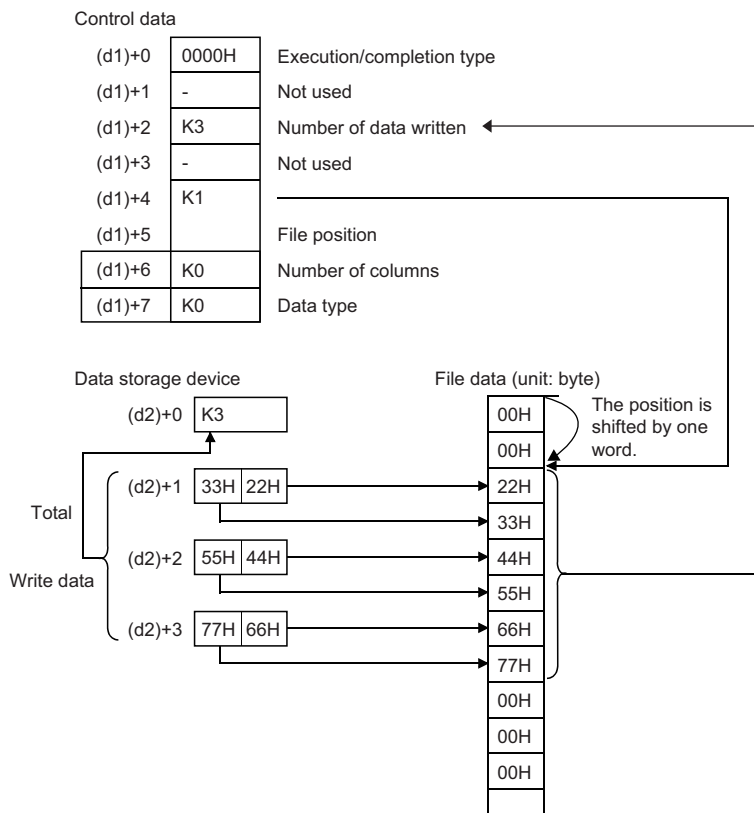 Control data
(d1)+0 0000H Execution/completion type
(d1)+1 - Not used
(d1)+2 K3 Number of data written
(d1)+3 - Not used
(d1)+4 K1
(d1)+5 File position
(d1)+6 K0 Number of columns
(d1)+7 K0 Data type
Data storage device File data (unit: byte)
(d2)+0 K3 00H The position is
shifted by one
00H word.
(d2)+1 33H 22H 22H
Total 33H
(d2)+2 55H 44H 44H
Write data 55H
(d2)+3 77H 66H 66H
77H
00H
00H
00H